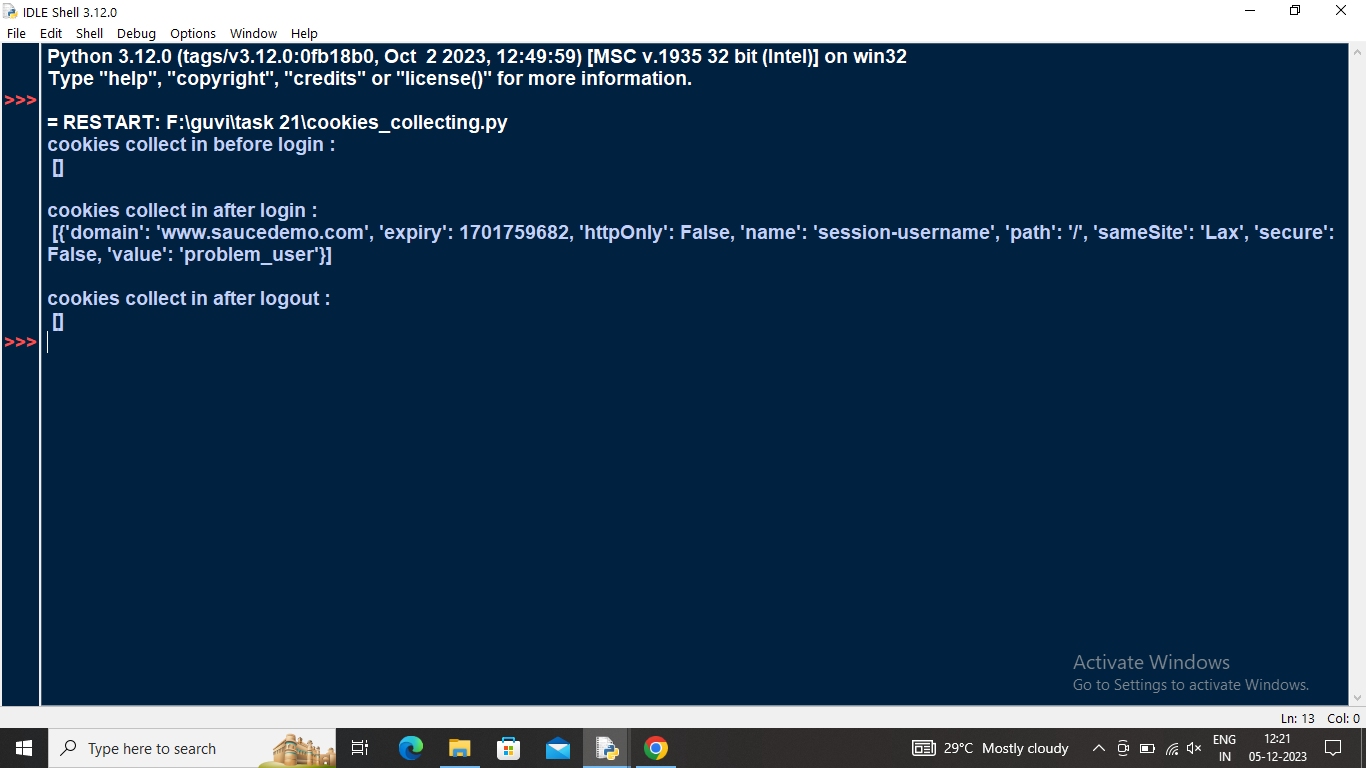 IDLE Shell 3.12.0
File Edit Shell Debug Options Window Help
Python 3.12.0 (tags/v3.12.0:0fb18b0, Oct  2 2023, 12:49:59) [MSC v.1935 32 bit (Intel)] on win32
Type "help", "copyright", "credits" or "license()" for more information.
>>>
= RESTART: F:\guvi\task 21\cookies_collecting.py
cookies collect in before login :
[]
cookies collect in after login :
[{'domain': 'www.saucedemo.com', 'expiry': 1701759682, 'httpOnly': False, 'name': 'session-username', 'path': '/', 'sameSite': 'Lax', 'secure':
False, 'value': 'problem_user'}]
cookies collect in after logout :
[]
>>>
Activate Windows
Go to Settings to activate Windows.
Ln: 13 Col: 0
Type here to search
29°C Mostly cloudy
ENG
IN
12:21
05-12-2023